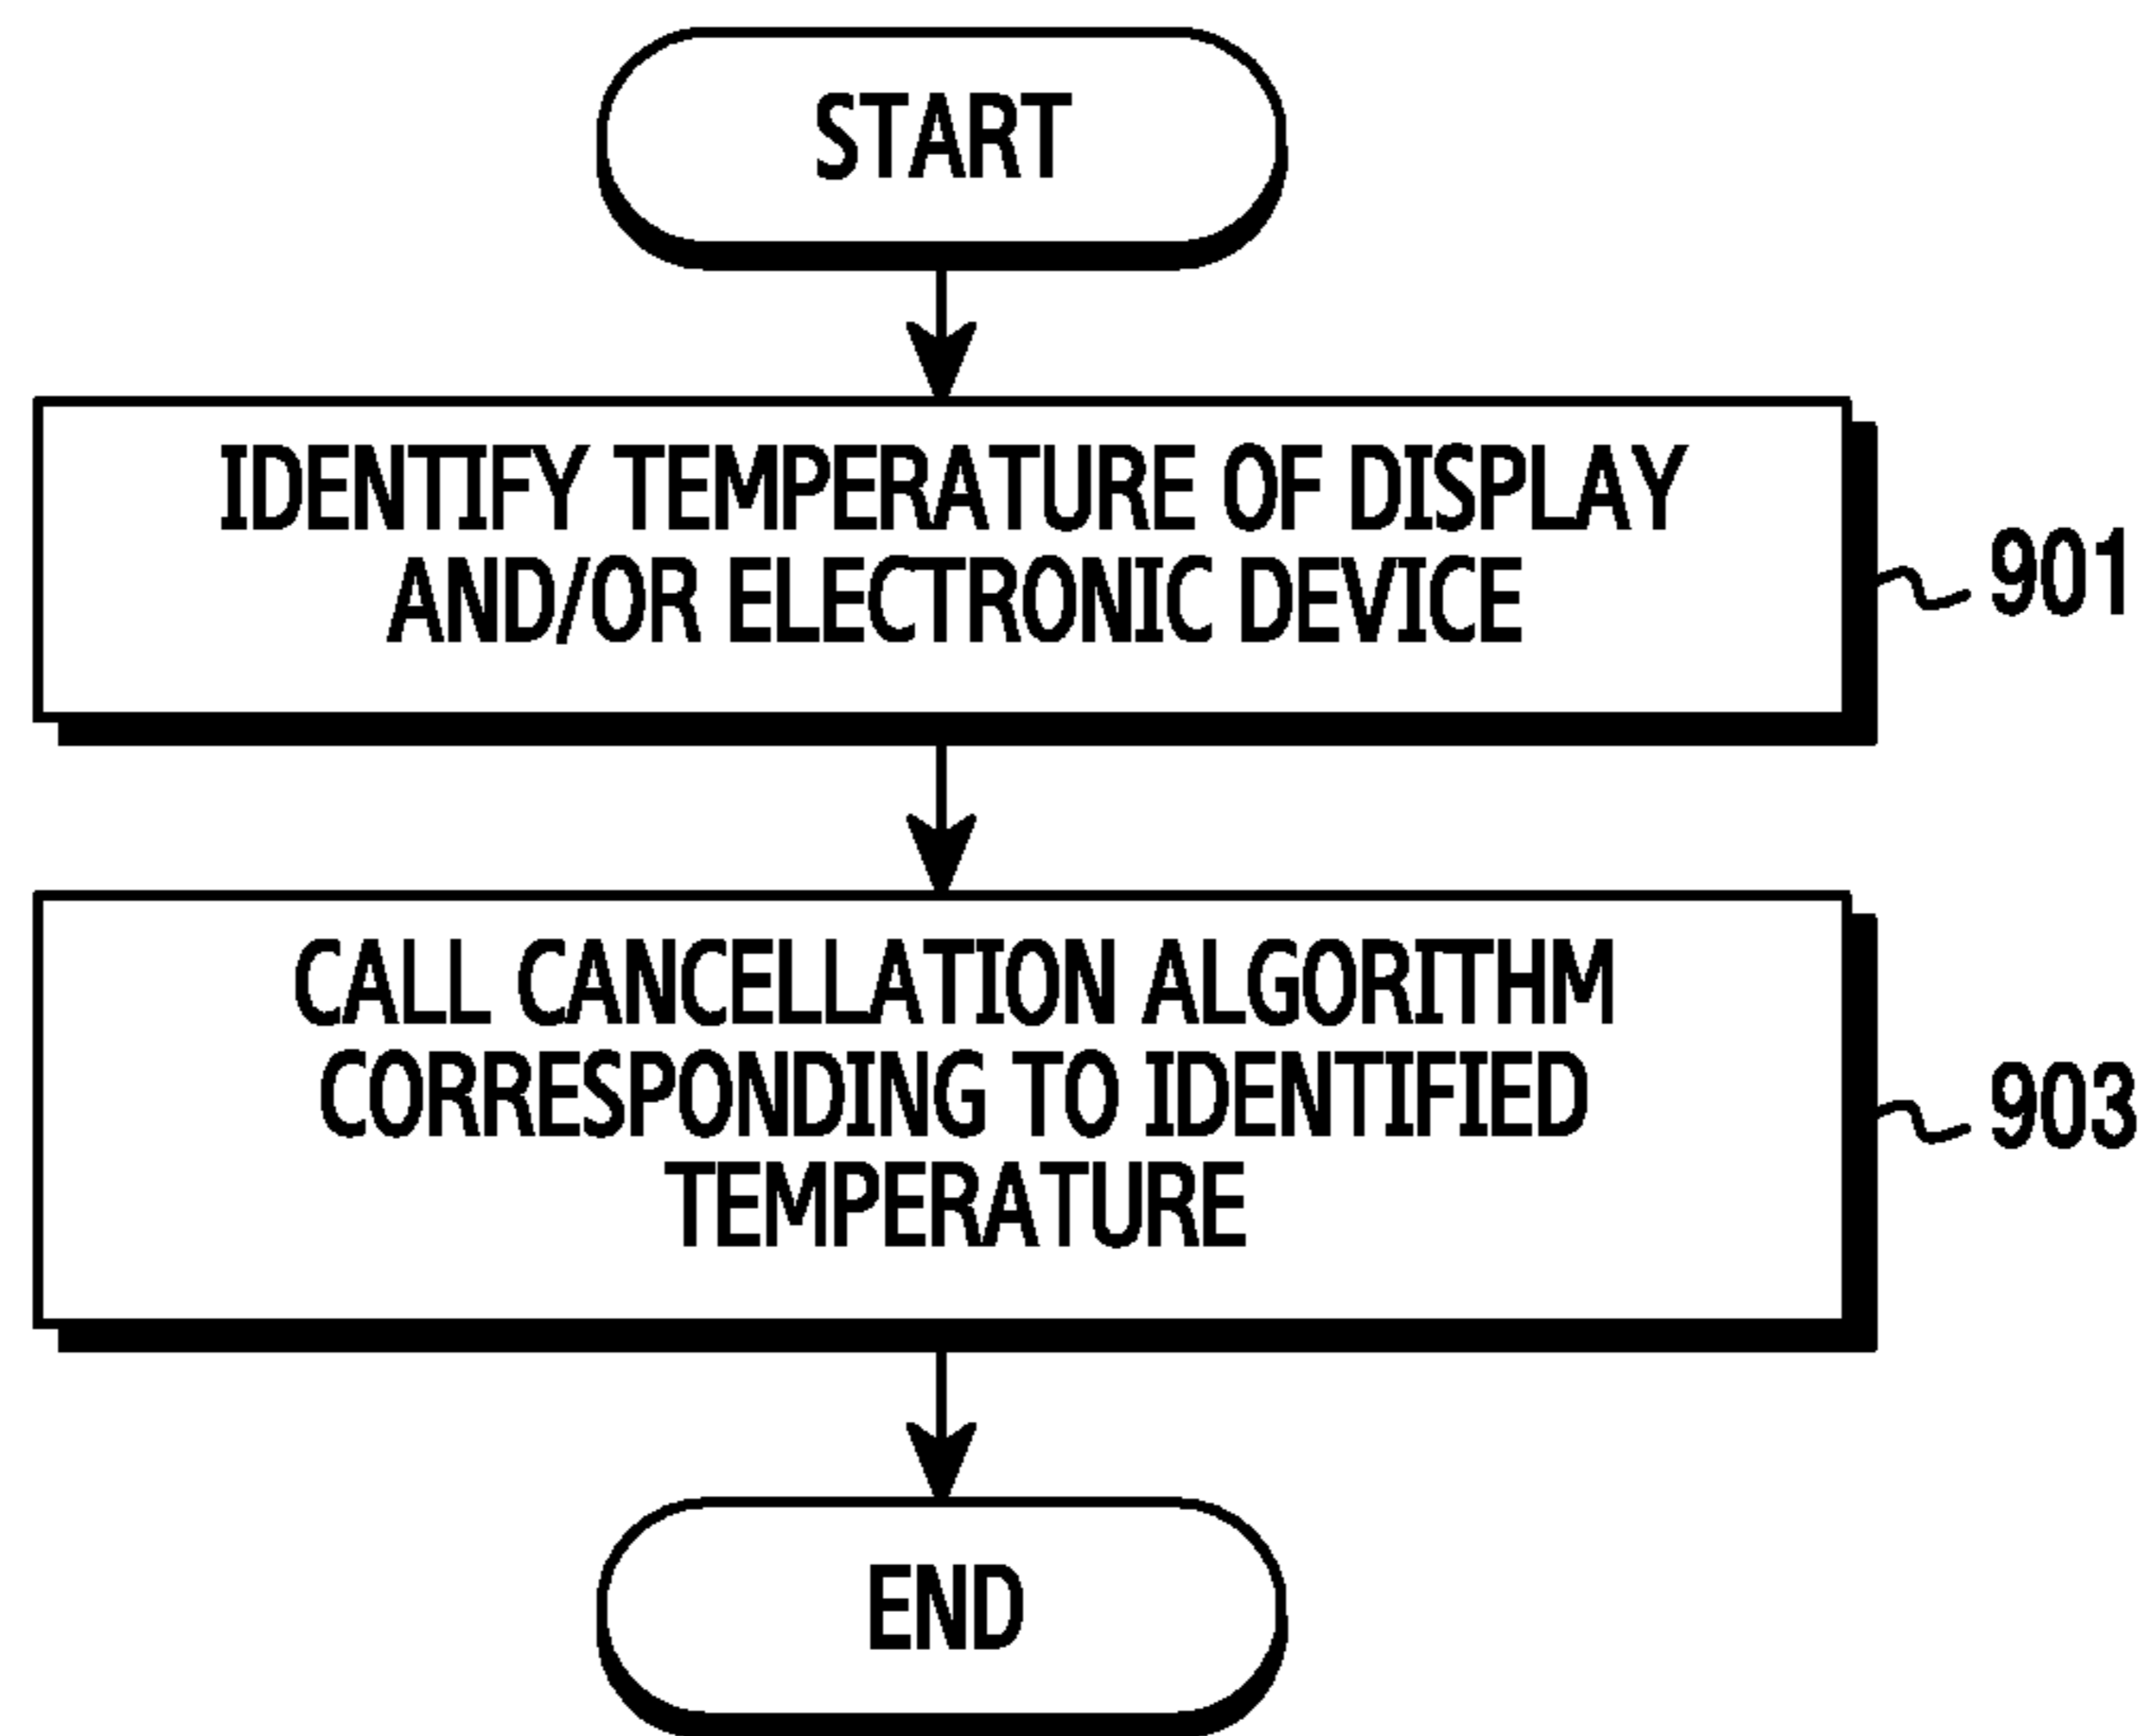 START
IDENTIFY TEMPERATURE OF DISPLAY
AND/OR ELECTRONIC DEVICE
901
CALL CANCELLATION ALGORITHM
CORRESPONDING TO IDENTIFIED
TEMPERATURE
903
END